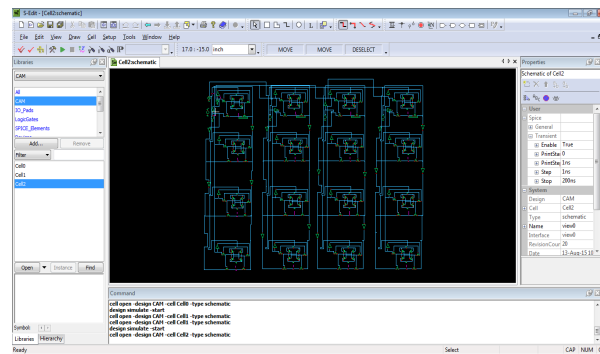 S-Edit - [Cell2:schematic]
File Edit View Draw Cell Setup Tools Window Help
17.0 : -15.0 inch MOVE MOVE DESELECT
Libraries
Cell2:schematic
Properties
CAM
Schematic of Cell2
All
CAM
IO_Pads
LogicGates
SPICE_Elements
Add... Remove
Filter
Cell0
Cell1
Cell2
User
Spice
General
Transient
Enable True
PrintStar 0
PrintStep 1ns
Step 1ns
Stop 200ns
System
Design CAM
Cell Cell2
Type schematic
Name view0
Interface view0
RevisionCour 20
Date 13-Aug-15 10
Open Distance Find
Symbol:
Libraries Hierarchy
Command
cell open -design CAM -cell Cell0 -type schematic
design simulate -start
cell open -design CAM -cell Cell1 -type schematic
cell open -design CAM -cell Cell1 -type schematic
design simulate -start
cell open -design CAM -cell Cell2 -type schematic
Ready Select CAP NUM